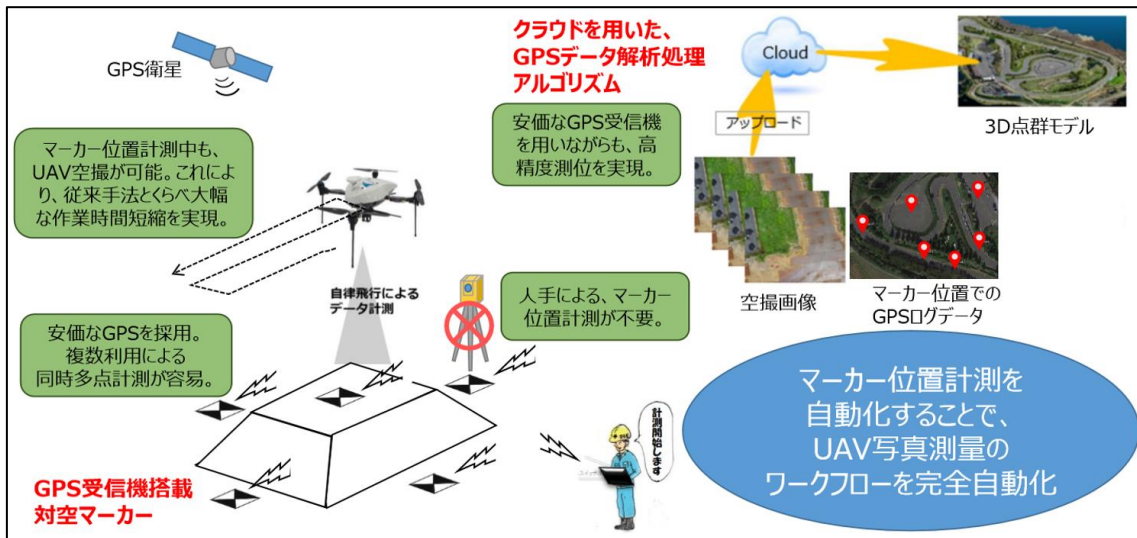 GPS衛星
マーカー位置計測中も、
UAV空撮が可能。これによ
り、従来手法とくらべ大幅
な作業時間短縮を実現。
安価なGPSを採用。
複数利用による
同時多点計測が容易。
自律飛行による
データ計測
人手による、マーカー
位置計測が不要。
計測開始します
GPS受信機搭載
対空マーカー
クラウドを用いた、
GPSデータ解析処理
アルゴリズム
安価なGPS受信機
を用いながらも、高
精度測位を実現。
Cloud
アップロード
3D点群モデル
空撮画像
マーカー位置での
GPSログデータ
マーカー位置計測を
自動化することで、
UAV写真測量の
ワークフローを完全自動化